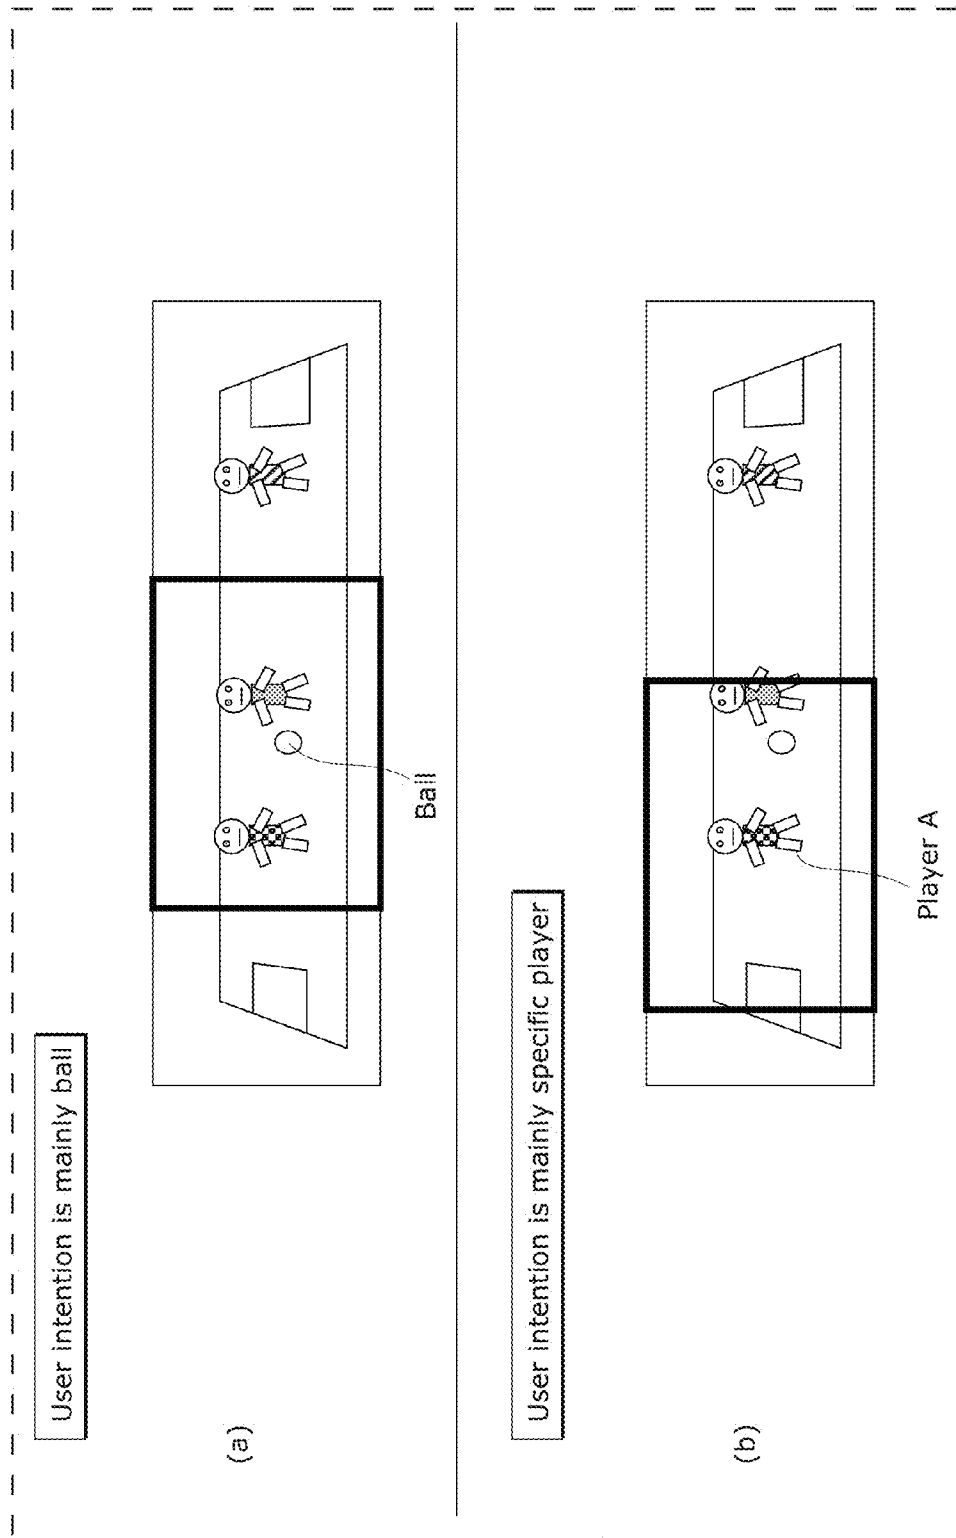 User intention is mainly ball
(a)
Ball
User intention is mainly specific player
(b)
Player A